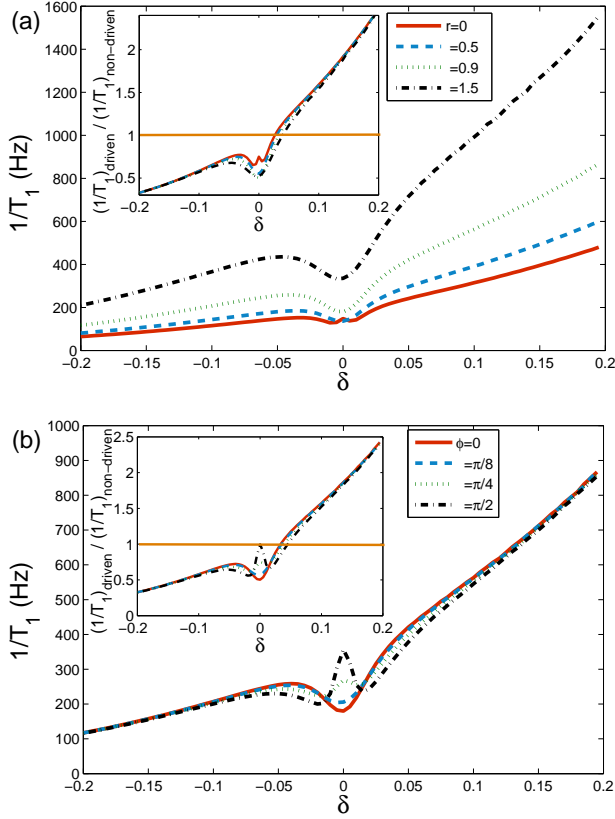 (a)
1/T₁ (Hz)
1600
1400
1200
1000
800
600
400
200
0
−0.2 −0.15 −0.1 −0.05 0 0.05 0.1 0.15 0.2
δ
r=0
=0.5
=0.9
=1.5
(1/T₁)driven / (1/T₁)non−driven
2
1.5
1
0.5
−0.2 −0.1 0 0.1 0.2
δ
(b)
1/T₁ (Hz)
1000
900
800
700
600
500
400
300
200
100
0
−0.2 −0.15 −0.1 −0.05 0 0.05 0.1 0.15 0.2
δ
ϕ=0
=π/8
=π/4
=π/2
(1/T₁)driven / (1/T₁)non−driven
2.5
2
1.5
1
0.5
0
−0.2 −0.1 0 0.1 0.2
δ